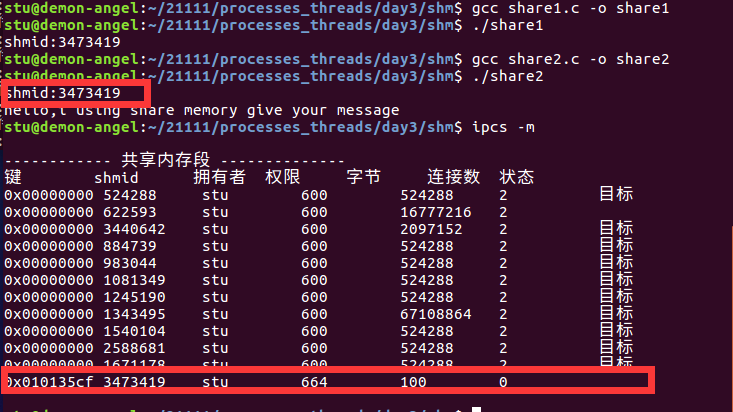 stu@demon-angel:~/21111/processes_threads/day3/shm$ gcc share1.c -o share1
stu@demon-angel:~/21111/processes_threads/day3/shm$ ./share1
shmid:3473419
stu@demon-angel:~/21111/processes_threads/day3/shm$ gcc share2.c -o share2
stu@demon-angel:~/21111/processes_threads/day3/shm$ ./share2
shmid:3473419
hello,i using share memory give your message
stu@demon-angel:~/21111/processes_threads/day3/shm$ ipcs -m
------------ 共享内存段 --------------
键 shmid 拥有者 权限 字节 连接数 状态
0x00000000 524288 stu 600 524288 2 目标
0x00000000 622593 stu 600 16777216 2
0x00000000 3440642 stu 600 2097152 2 目标
0x00000000 884739 stu 600 524288 2 目标
0x00000000 983044 stu 600 524288 2 目标
0x00000000 1081349 stu 600 524288 2 目标
0x00000000 1245190 stu 600 524288 2 目标
0x00000000 1343495 stu 600 67108864 2 目标
0x00000000 1540104 stu 600 524288 2 目标
0x00000000 2588681 stu 600 524288 2 目标
0x00000000 1671178 stu 600 524288 2 目标
0x010135cf 3473419 stu 664 100 0
stu@demon-angel:~/21111/processes_threads/day3/shm$